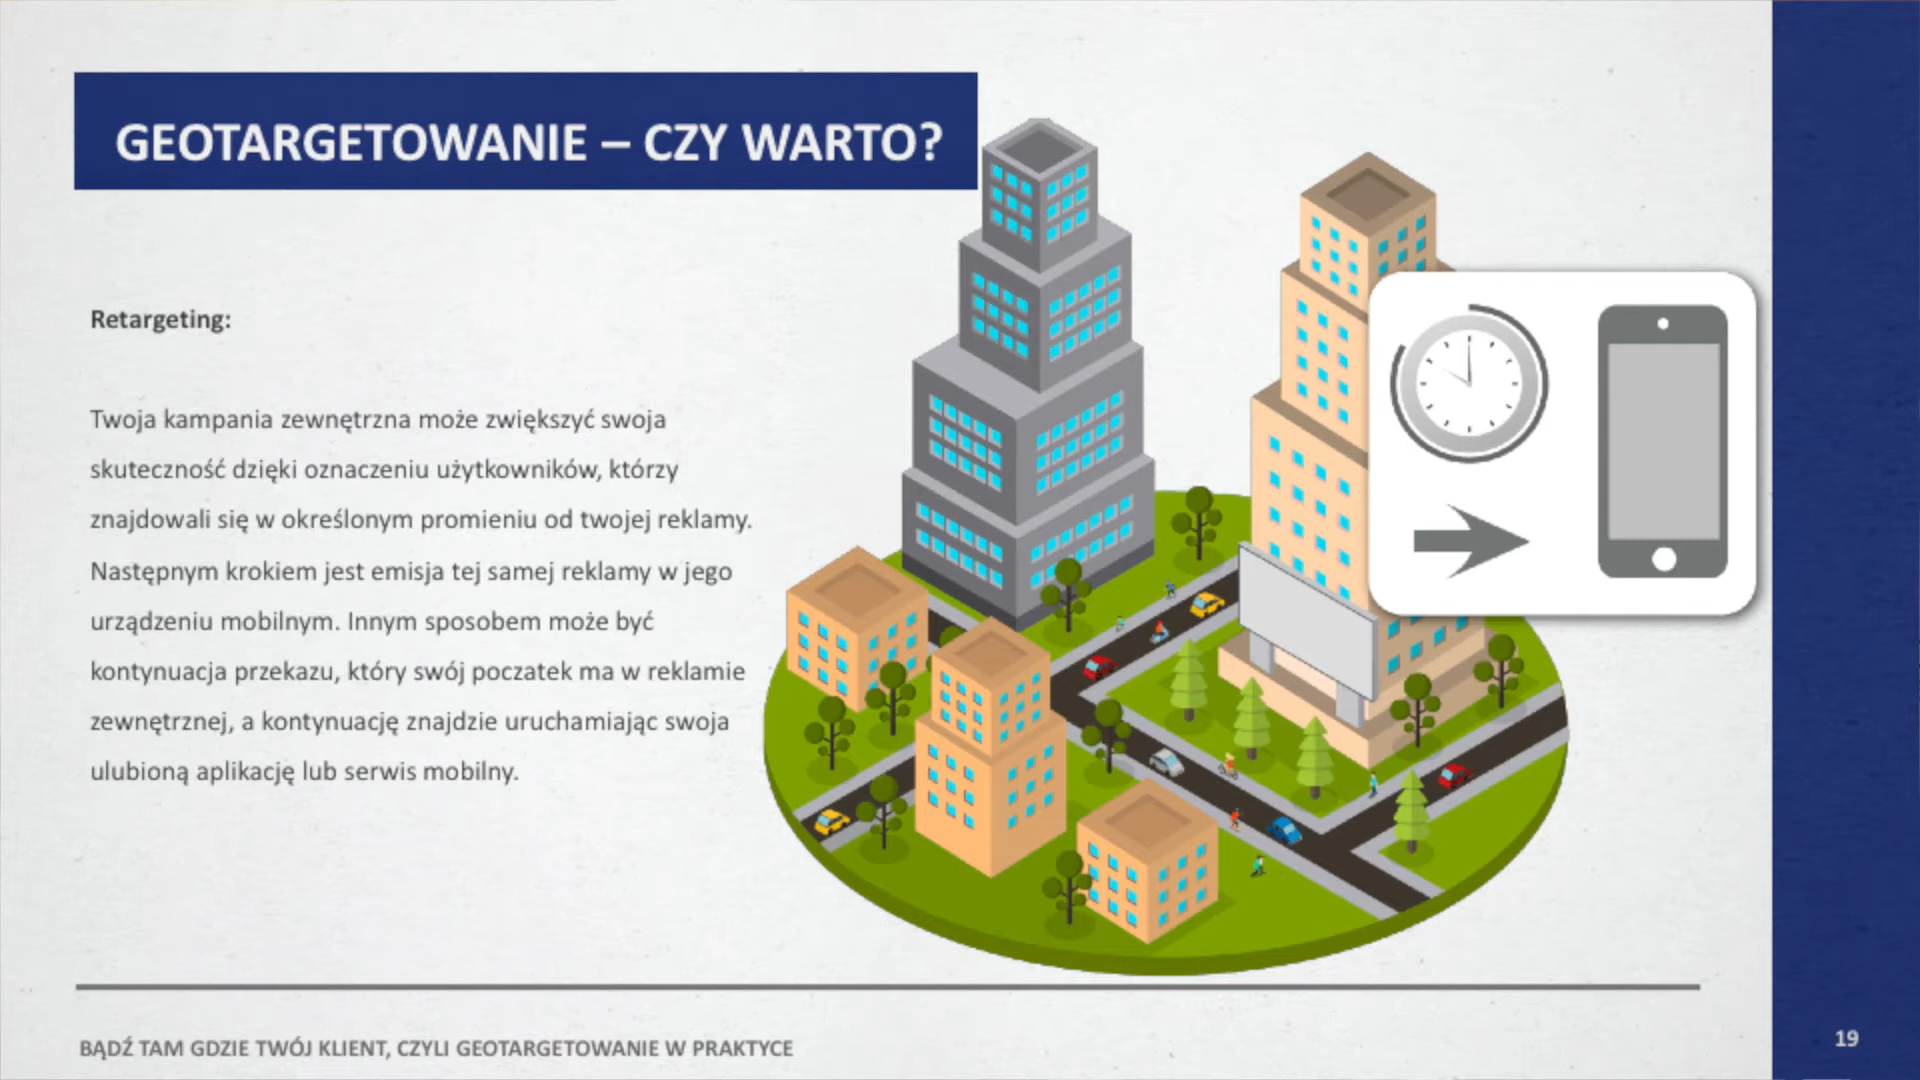 GEOTARGETOWANIE – CZY WARTO?
Retargeting:
Twoja kampania zewnętrzna może zwiększyć swoja
skuteczność dzięki oznaczeniu użytkowników, którzy
znajdowali się w określonym promieniu od twojej reklamy.
Następnym krokiem jest emisja tej samej reklamy w jego
urządzeniu mobilnym. Innym sposobem może być
kontynuacja przekazu, który swój poczatek ma w reklamie
zewnętrznej, a kontynuację znajdzie uruchamiając swoja
ulubioną aplikację lub serwis mobilny.
BĄDŹ TAM GDZIE TWÓJ KLIENT, CZYLI GEOTARGETOWANIE W PRAKTYCE
19